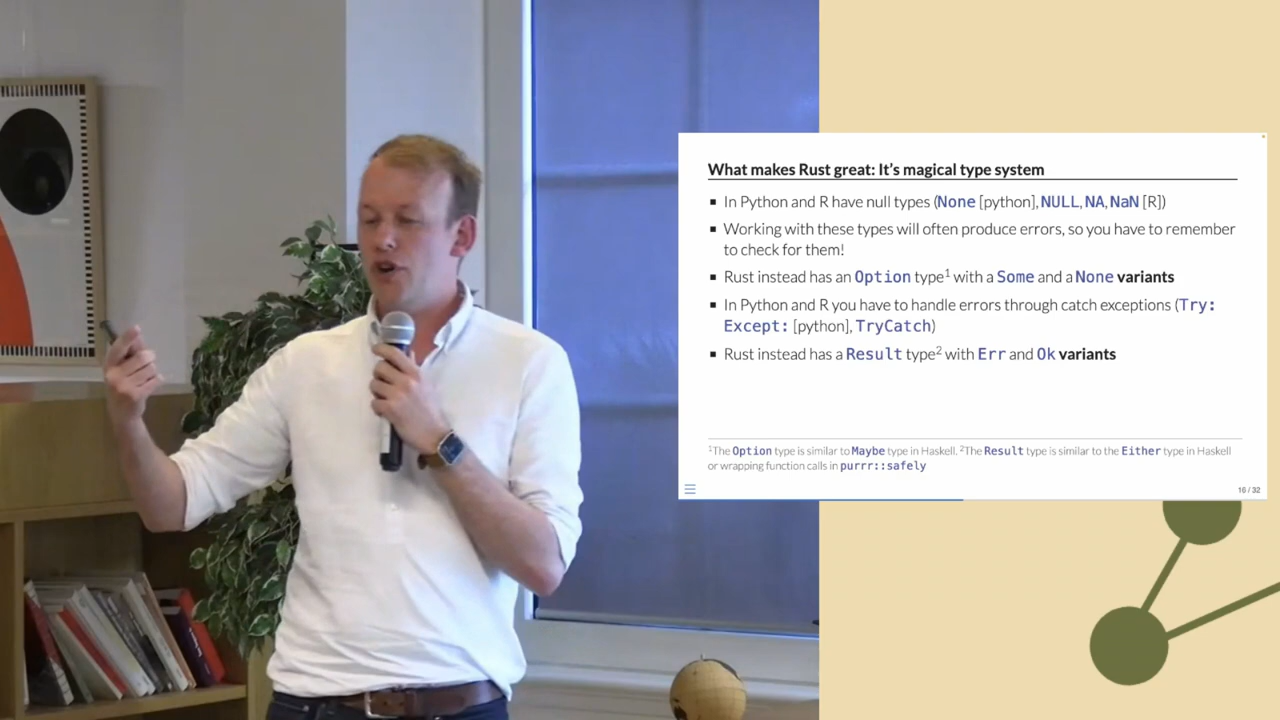 What makes Rust great: It's magical type system
▪ In Python and R have null types (None [python], NULL, NA, NaN [R])
▪ Working with these types will often produce errors, so you have to remember
to check for them!
▪ Rust instead has an Option type¹ with a Some and a None variants
▪ In Python and R you have to handle errors through catch exceptions (Try:
Except: [python], TryCatch)
▪ Rust instead has a Result type² with Err and Ok variants
¹The Option type is similar to Maybe type in Haskell. ²The Result type is similar to the Either type in Haskell
or wrapping function calls in purrr::safely
16 / 32